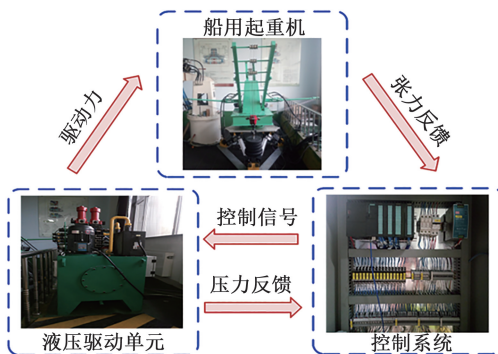 船用起重机
驱动力
张力反馈
控制信号
压力反馈
液压驱动单元
控制系统